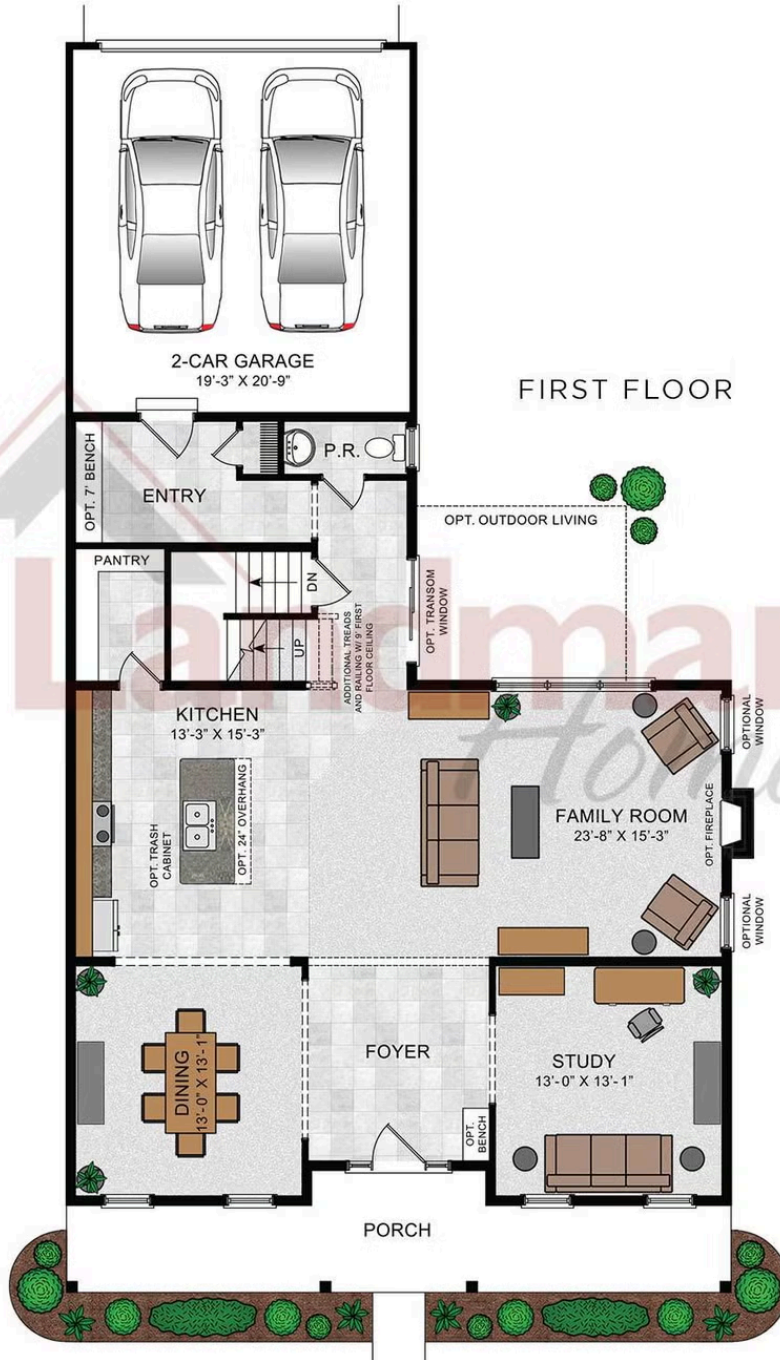 2-CAR GARAGE
19'-3" X 20'-9"
FIRST FLOOR
OPT. 7' BENCH
ENTRY
P.R.
OPT. OUTDOOR LIVING
PANTRY
DN
UP
ADDITIONAL TREADS
AND RAILING W/ 9' FIRST
FLOOR CEILING
OPT. TRANSOM
WINDOW
Landmar
Home
KITCHEN
13'-3" X 15'-3"
OPT. TRASH
CABINET
OPT. 24" OVERHANG
FAMILY ROOM
23'-8" X 15'-3"
OPTIONAL
WINDOW
OPT. FIREPLACE
OPTIONAL
WINDOW
DINING
13'-0" X 13'-1"
FOYER
OPT.
BENCH
STUDY
13'-0" X 13'-1"
PORCH